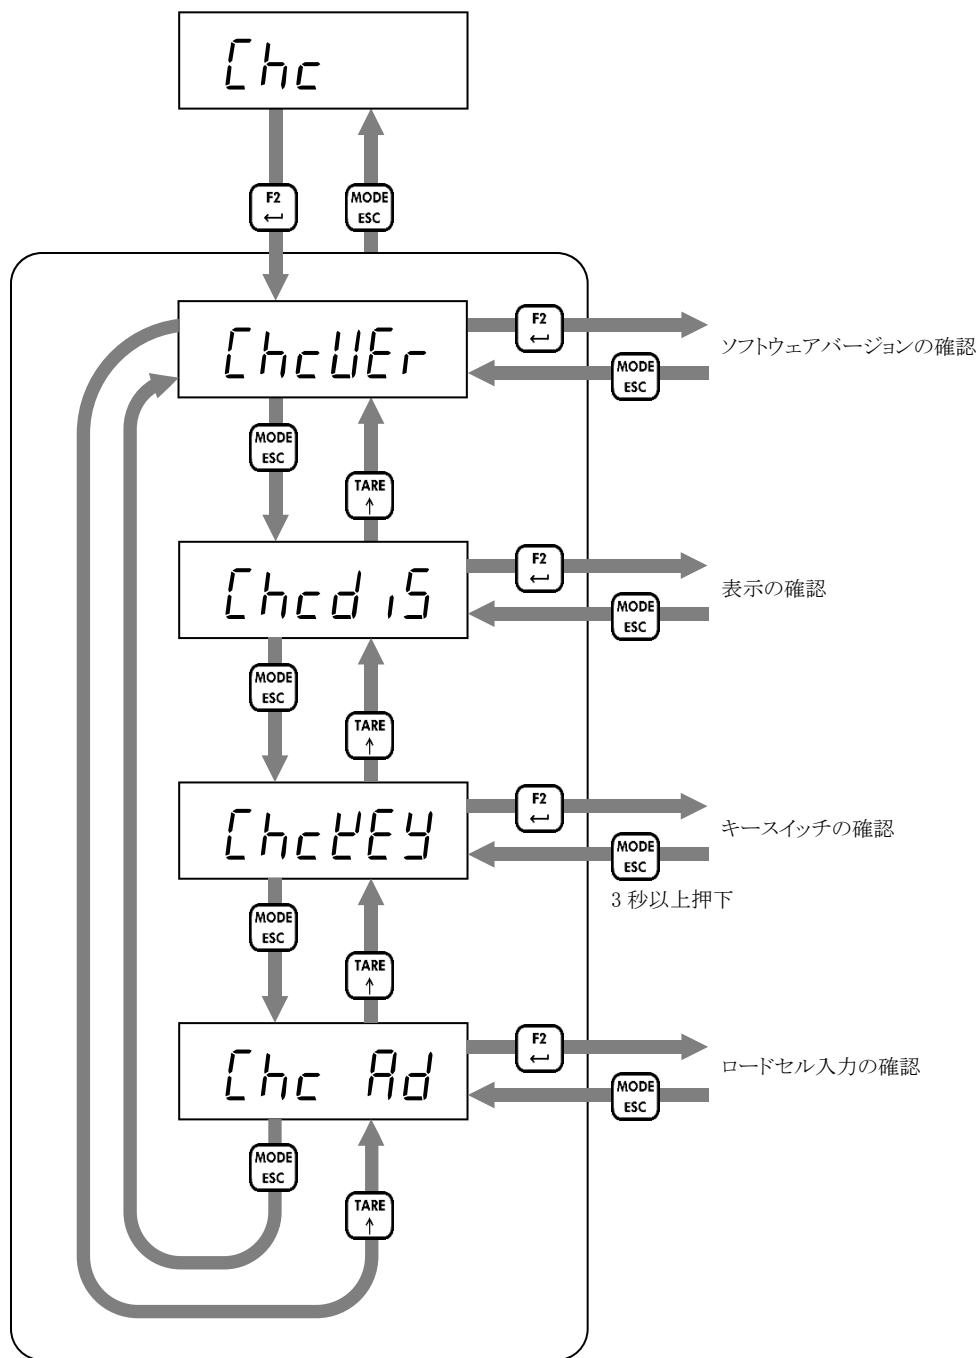 Chc
F2
MODE
ESC
ChcVEr
F2
MODE
ESC
ソフトウェアバージョンの確認
MODE
ESC
TARE
↑
ChcdiS
F2
MODE
ESC
表示の確認
MODE
ESC
TARE
↑
ChcKEY
F2
MODE
ESC
キースイッチの確認
3 秒以上押下
MODE
ESC
TARE
↑
Chc Ad
F2
MODE
ESC
ロードセル入力の確認
MODE
ESC
TARE
↑